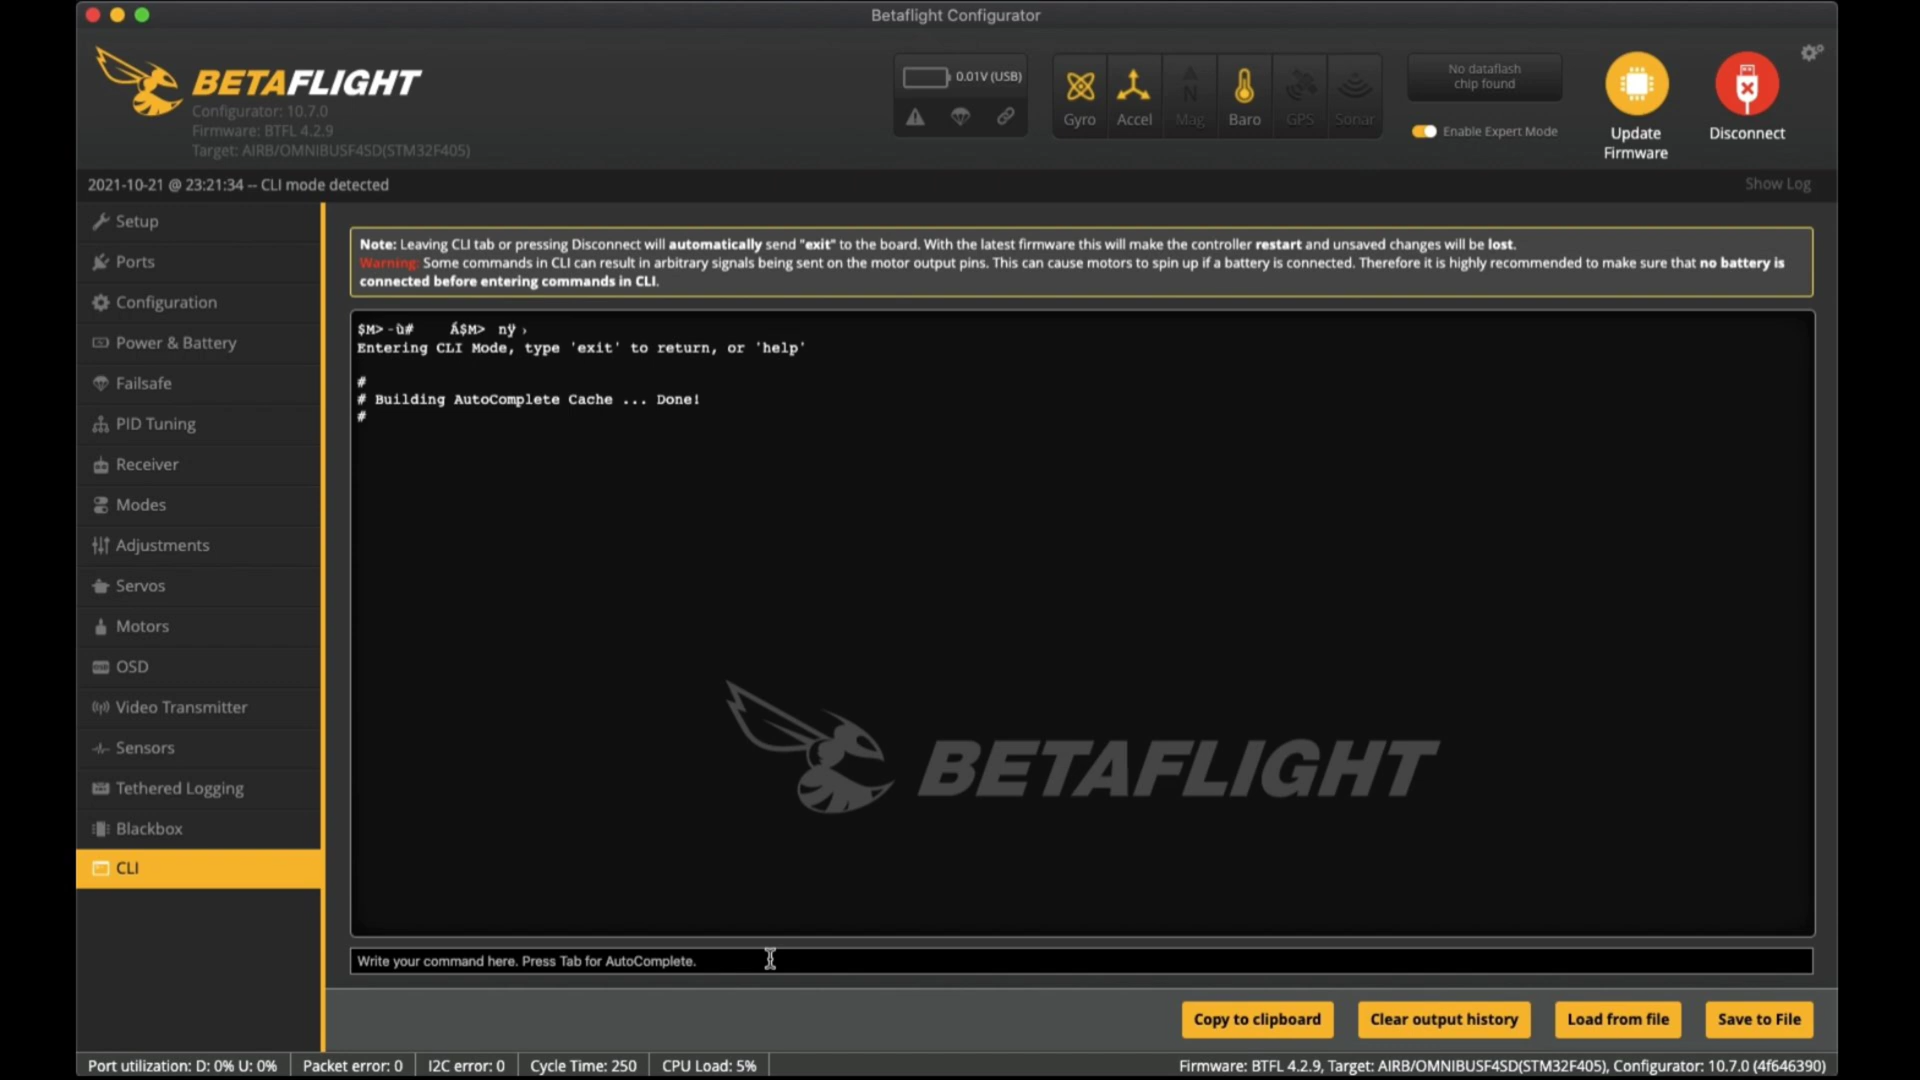 Betaflight Configurator
BETAFLIGHT
Configurator: 10.7.0
Firmware: BTFL 4.2.9
Target: AIRB/OMNIBUSF4SD(STM32F405)
0.01V (USB)
Gyro
Accel
Mag
Baro
GPS
Sonar
No dataflash
chip found
Enable Expert Mode
Update
Firmware
Disconnect
2021-10-21 @ 23:21:34 -- CLI mode detected
Show Log
Setup
Ports
Configuration
Power & Battery
Failsafe
PID Tuning
Receiver
Modes
Adjustments
Servos
Motors
OSD
Video Transmitter
Sensors
Tethered Logging
Blackbox
CLI
Note: Leaving CLI tab or pressing Disconnect will automatically send "exit" to the board. With the latest firmware this will make the controller restart and unsaved changes will be lost.
Warning: Some commands in CLI can result in arbitrary signals being sent on the motor output pins. This can cause motors to spin up if a battery is connected. Therefore it is highly recommended to make sure that no battery is
connected before entering commands in CLI.
$M> -ù# Á$M> nÿ ›
Entering CLI Mode, type 'exit' to return, or 'help'
#
# Building AutoComplete Cache ... Done!
#
BETAFLIGHT
Write your command here. Press Tab for AutoComplete.
Copy to clipboard
Clear output history
Load from file
Save to File
Port utilization: D: 0% U: 0%
Packet error: 0
I2C error: 0
Cycle Time: 250
CPU Load: 5%
Firmware: BTFL 4.2.9, Target: AIRB/OMNIBUSF4SD(STM32F405), Configurator: 10.7.0 (4f646390)